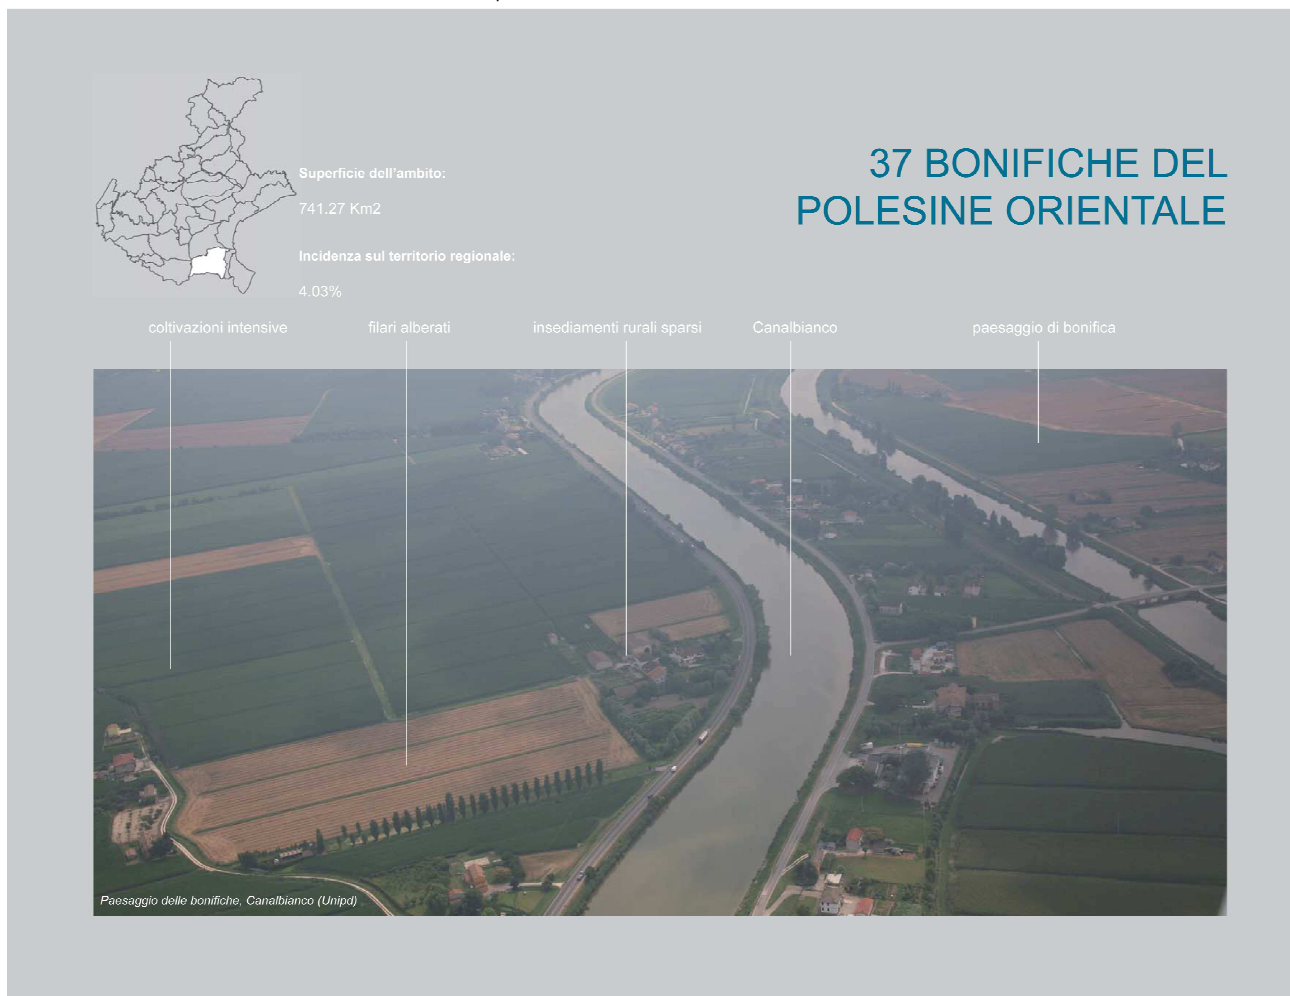 37 BONIFICHE DEL
POLESINE ORIENTALE
Superficie dell'ambito:
741.27 Km2
Incidenza sul territorio regionale:
4.03%
coltivazioni intensive
filari alberati
insediamenti rurali sparsi
Canalbianco
paesaggio di bonifica
Paesaggio delle bonifiche, Canalbianco (Unipd)